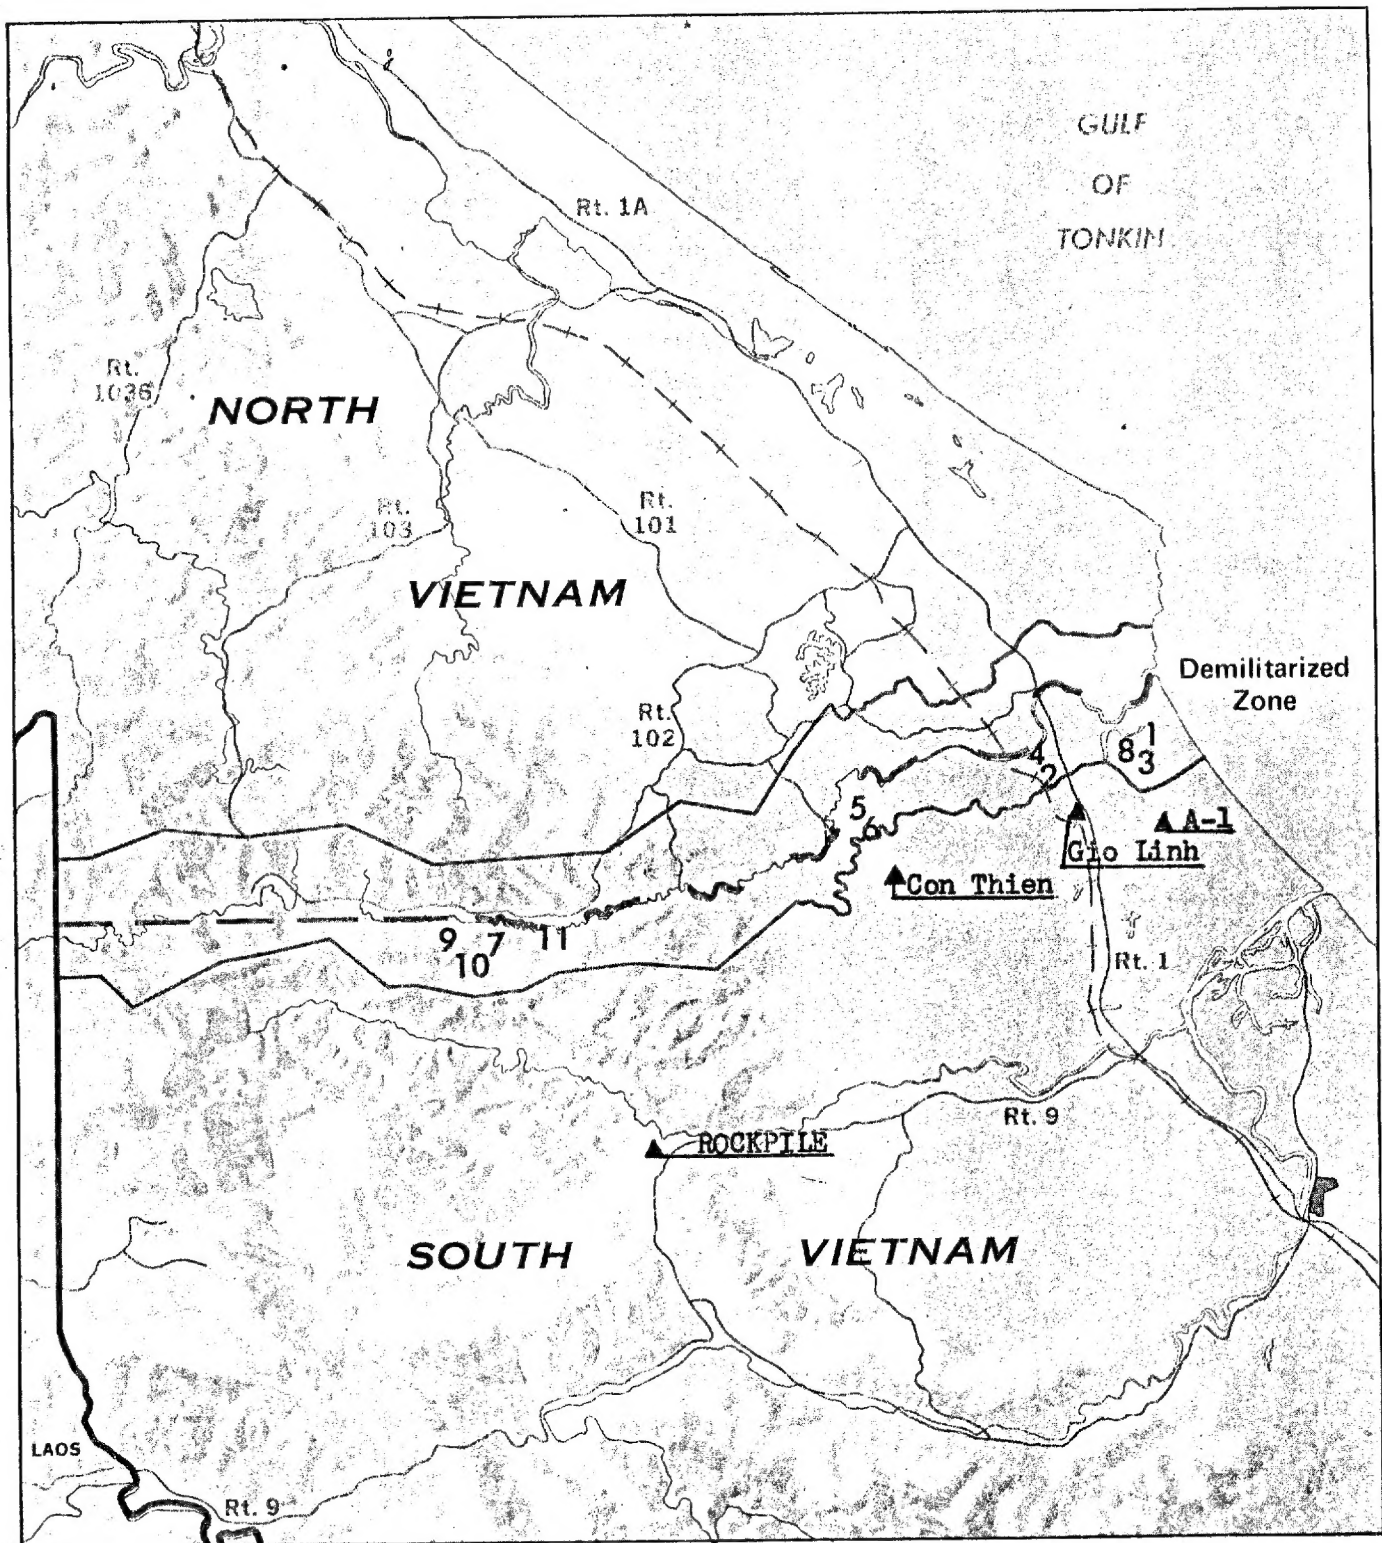 GULF
OF
TONKIN
Rt. 1A
Rt.
1036
NORTH
Rt.
103
Rt.
101
VIETNAM
Demilitarized
Zone
Rt.
102
1
8
3
4
2
5
6
A-1
Gio Linh
Con Thien
9
7
11
10
Rt. 1
Rt. 9
ROCKPILE
SOUTH
VIETNAM
LAOS
Rt. 9